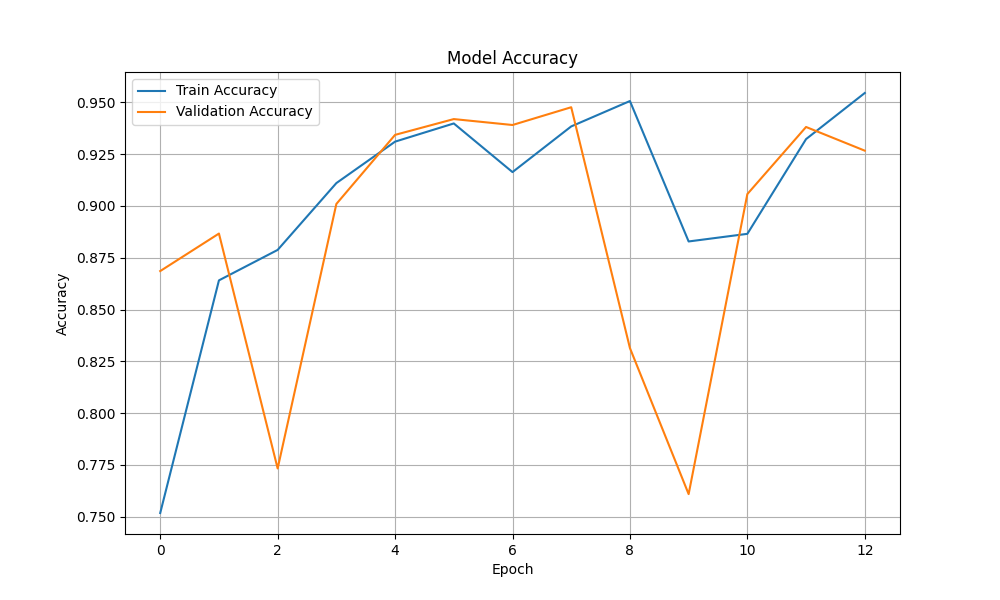 Model Accuracy
Train Accuracy
Validation Accuracy
0.950
0.925
0.900
0.875
0.850
0.825
0.800
0.775
0.750
Accuracy
0 2 4 6 8 10 12
Epoch